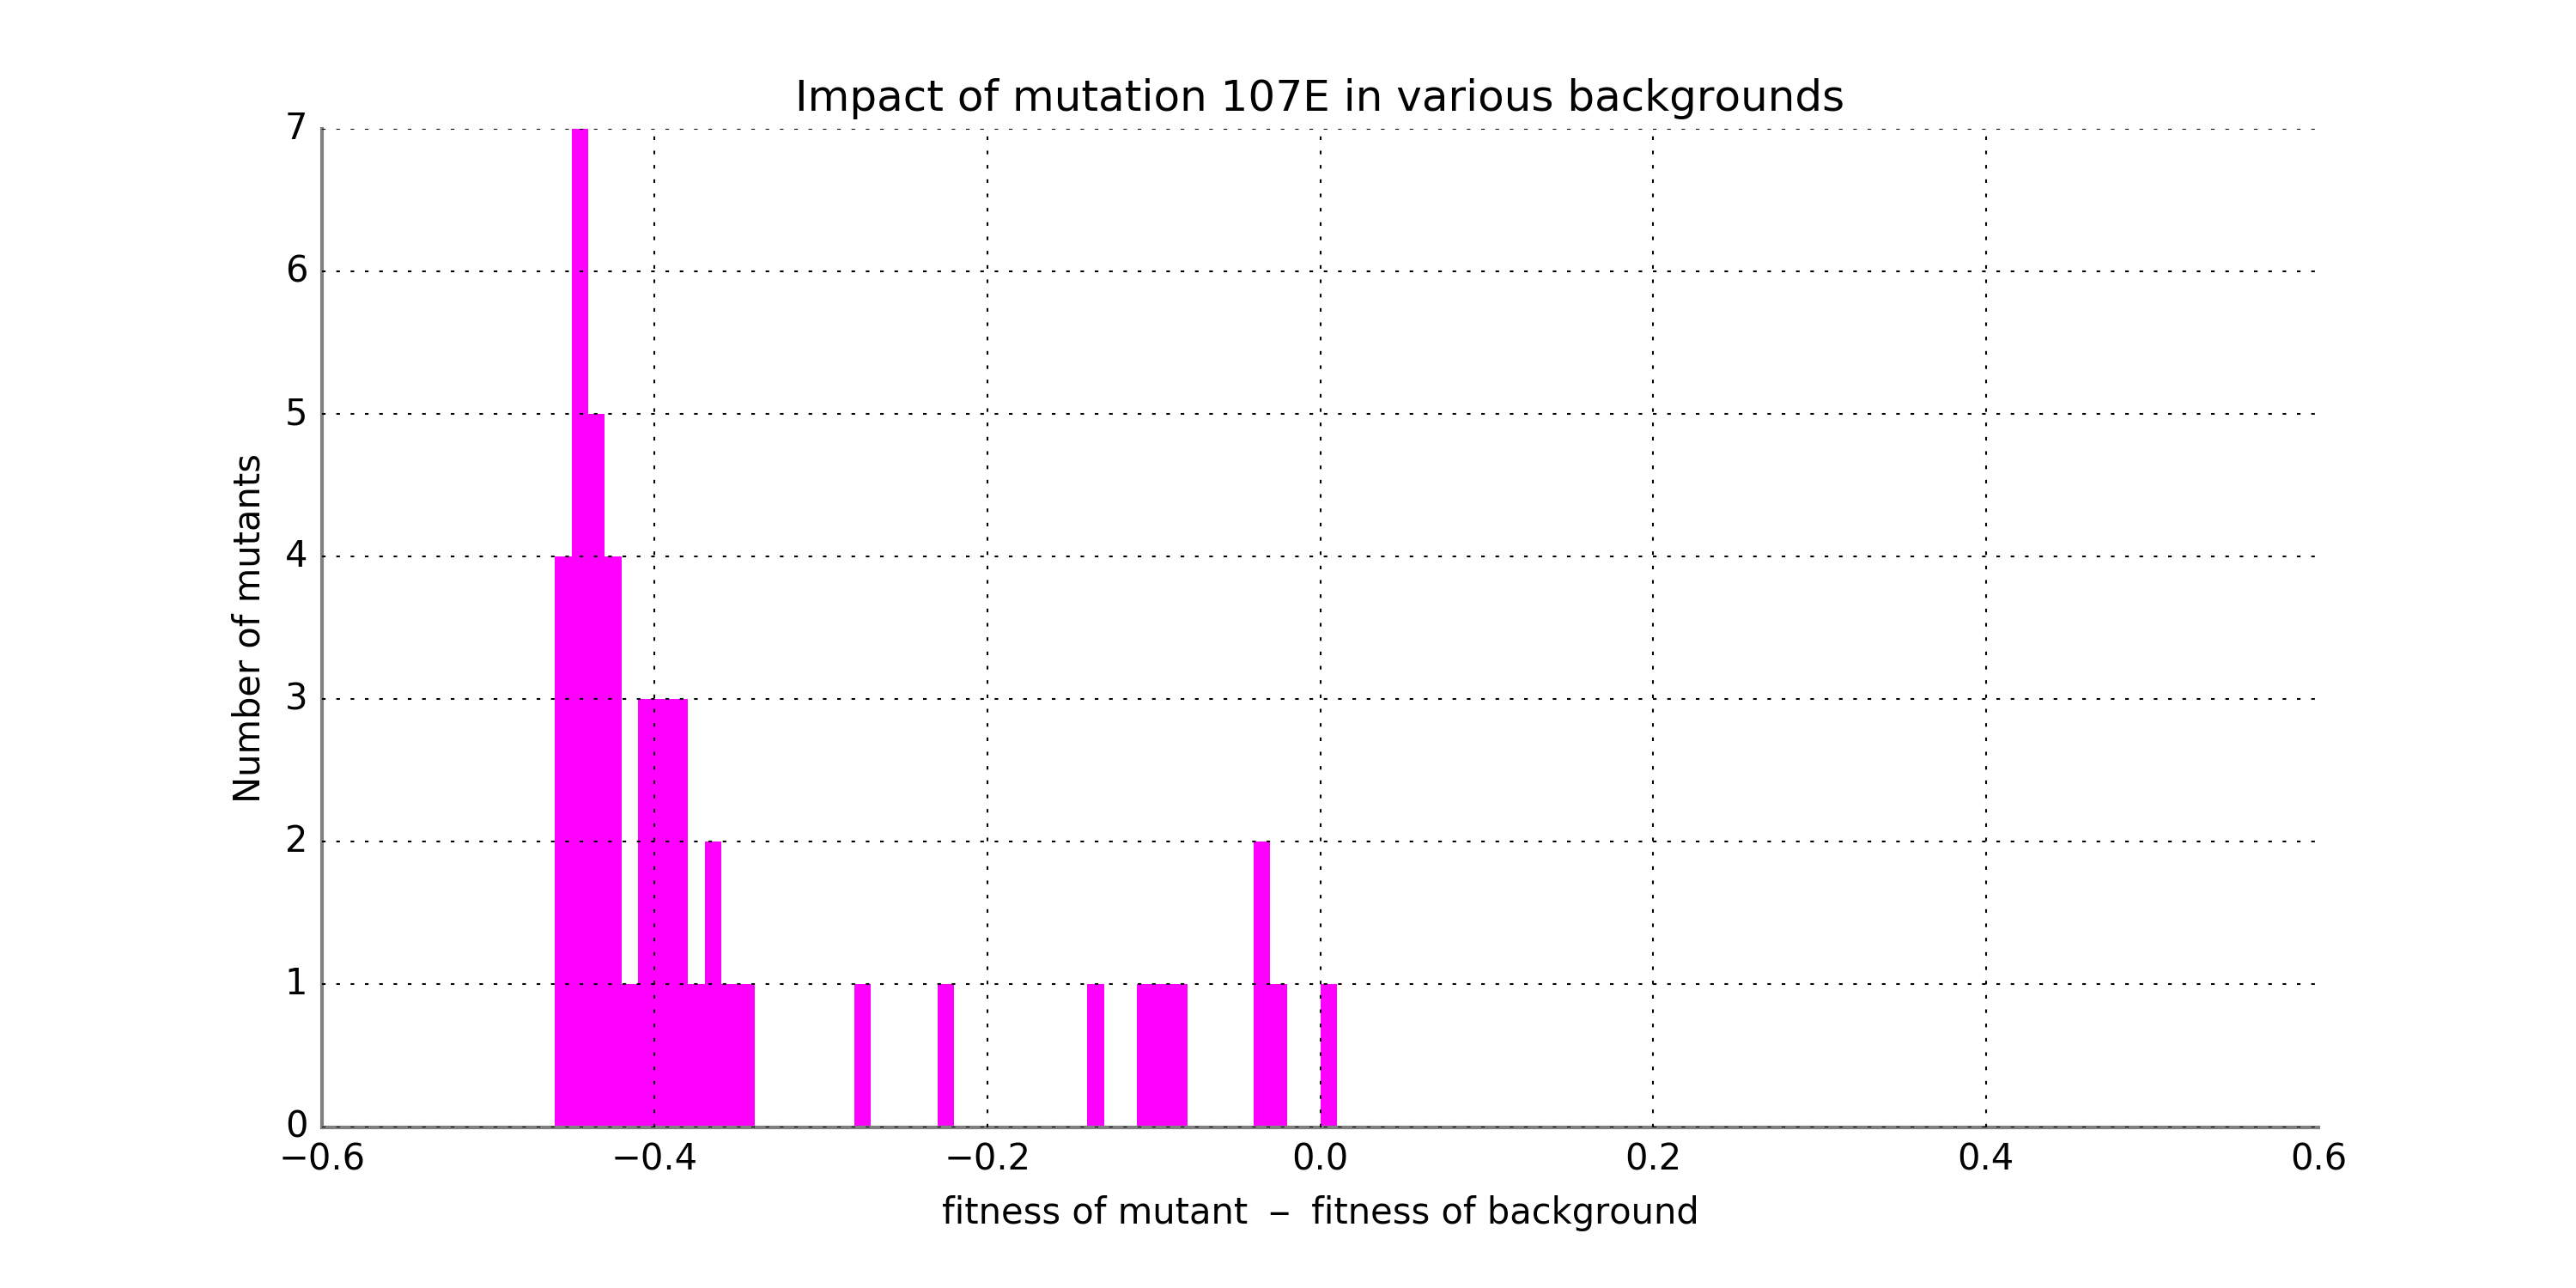 Impact of mutation 107E in various backgrounds
7
6
5
4
3
2
1
0
Number of mutants
−0.6 −0.4 −0.2 0.0 0.2 0.4 0.6
fitness of mutant − fitness of background